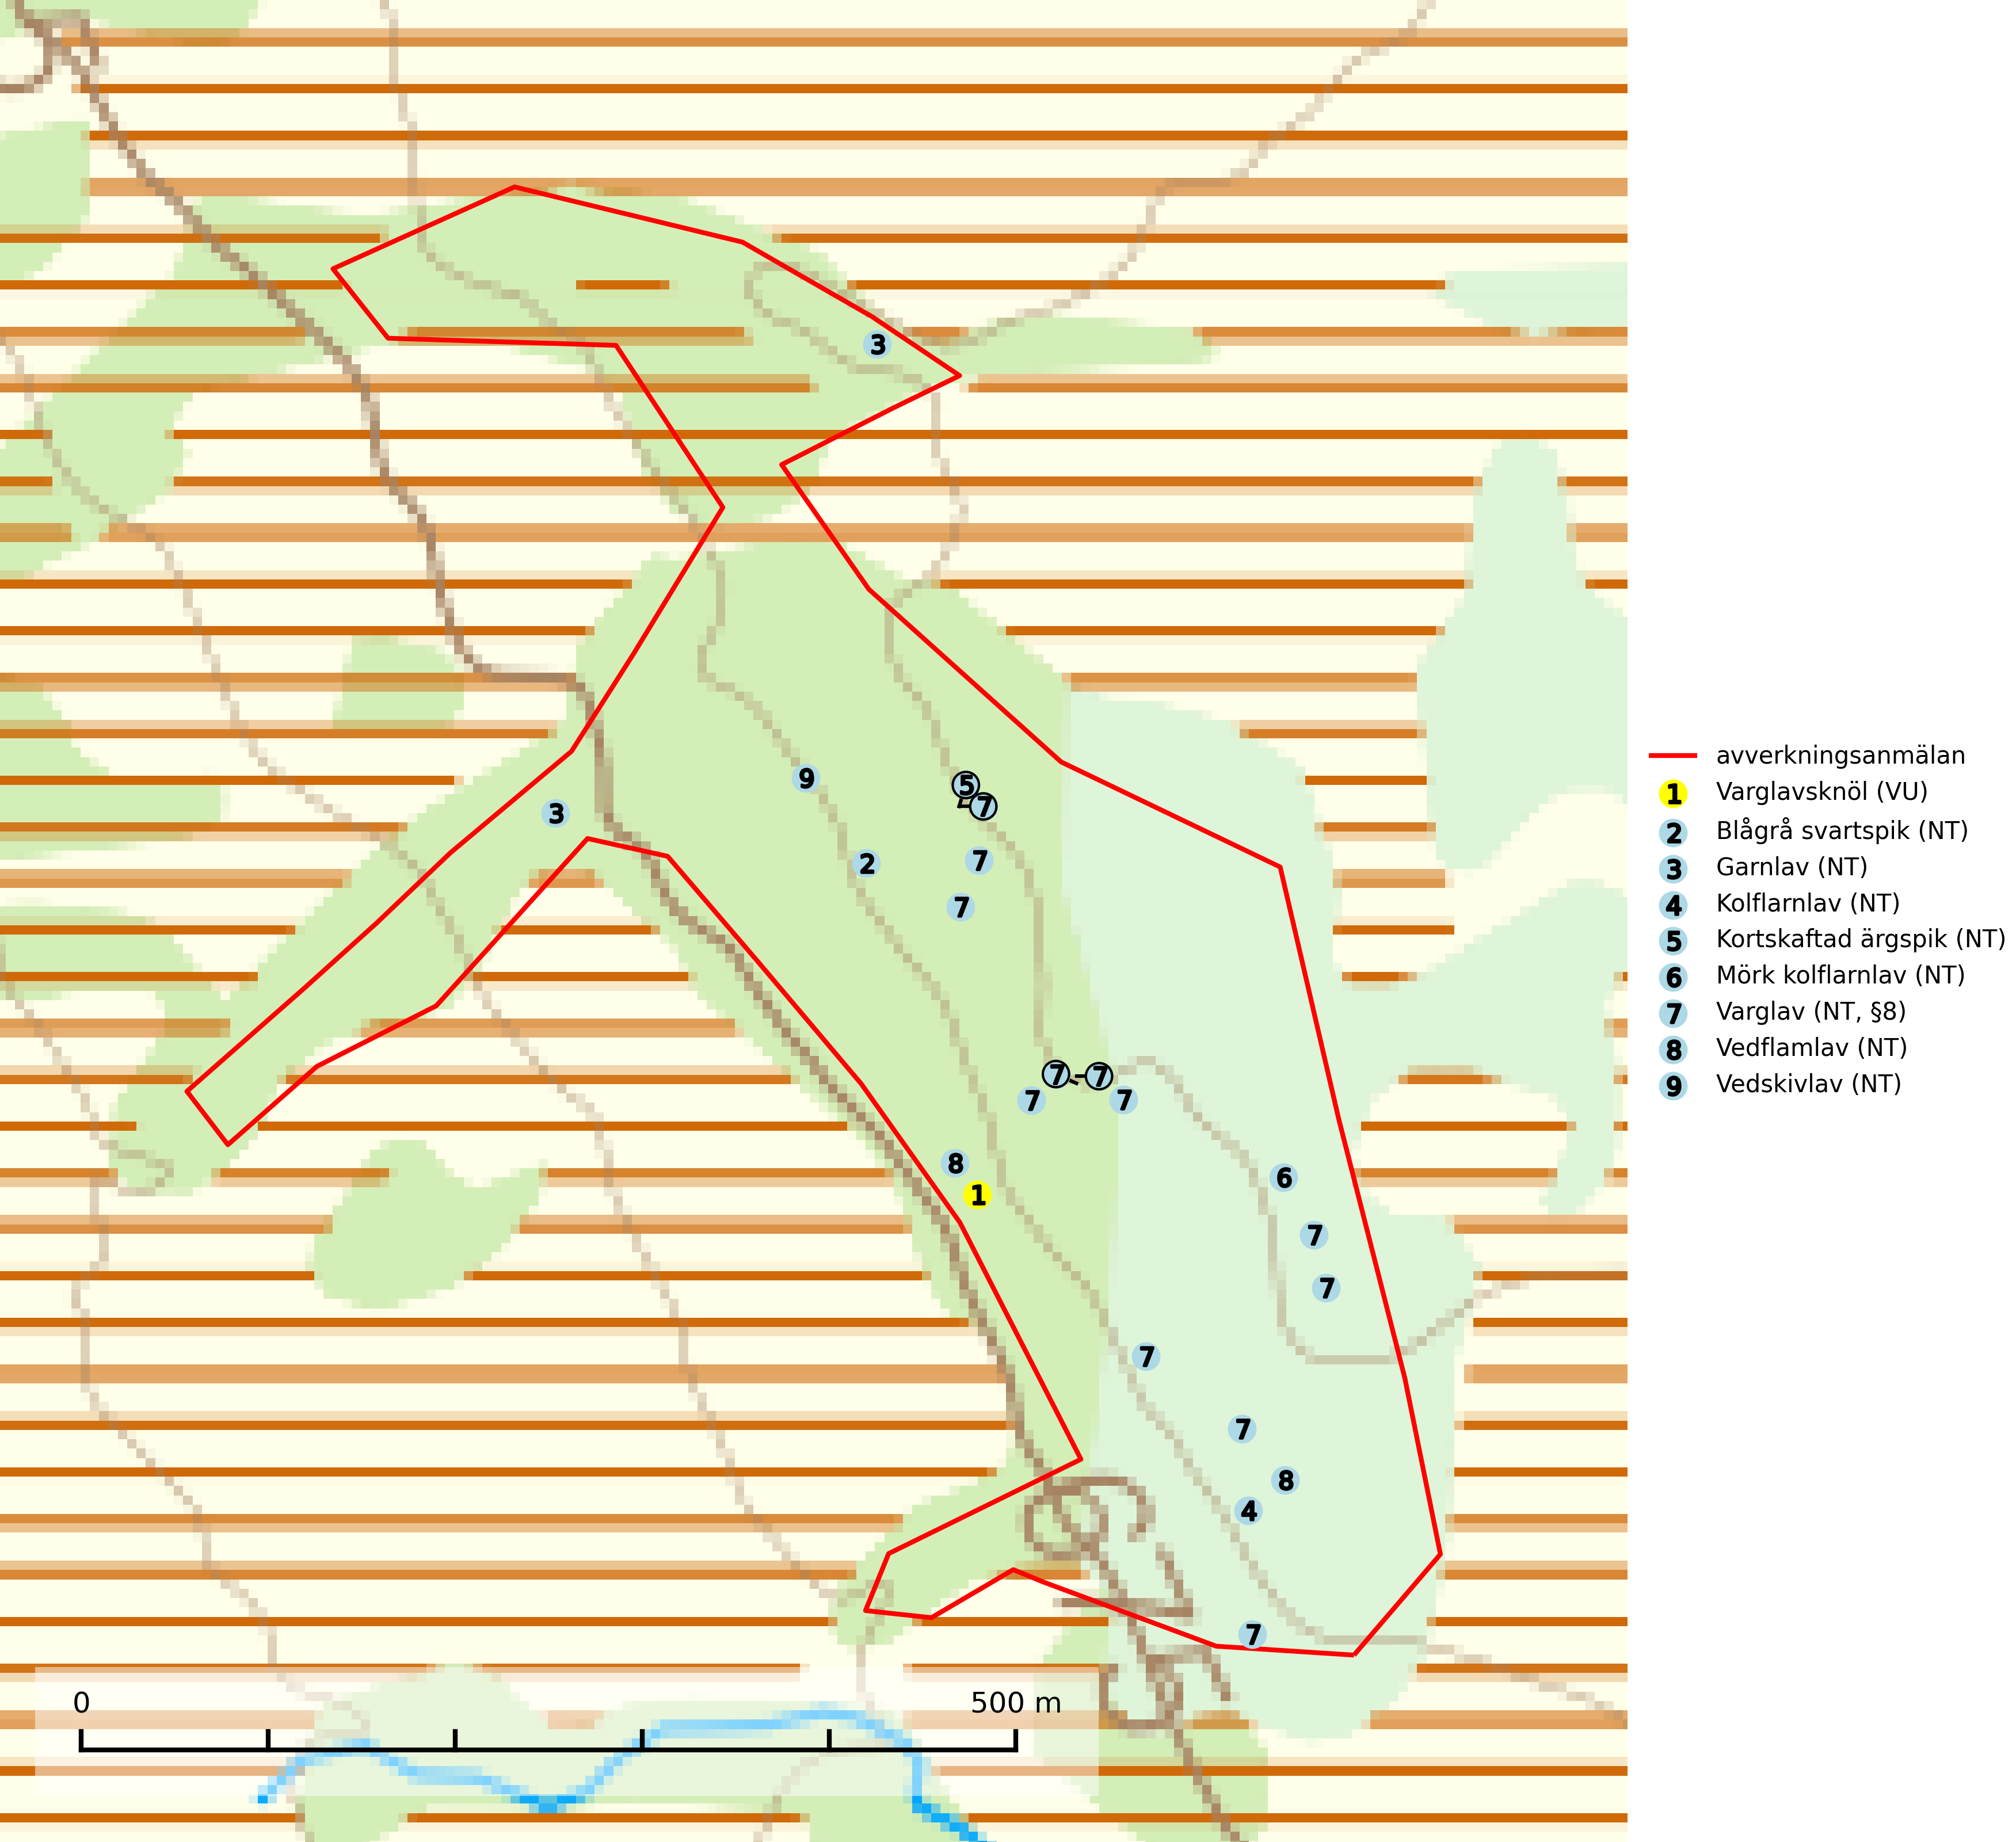 3
9
5
3
7
2
7
7
7
7
7
7
8
6
1
7
7
7
7
8
4
7
0 500 m
avverkningsanmälan
1 Varglavsknöl (VU)
2 Blågrå svartspik (NT)
3 Garnlav (NT)
4 Kolflarnlav (NT)
5 Kortskaftad ärgspik (NT)
6 Mörk kolflarnlav (NT)
7 Varglav (NT, §8)
8 Vedflamlav (NT)
9 Vedskivlav (NT)